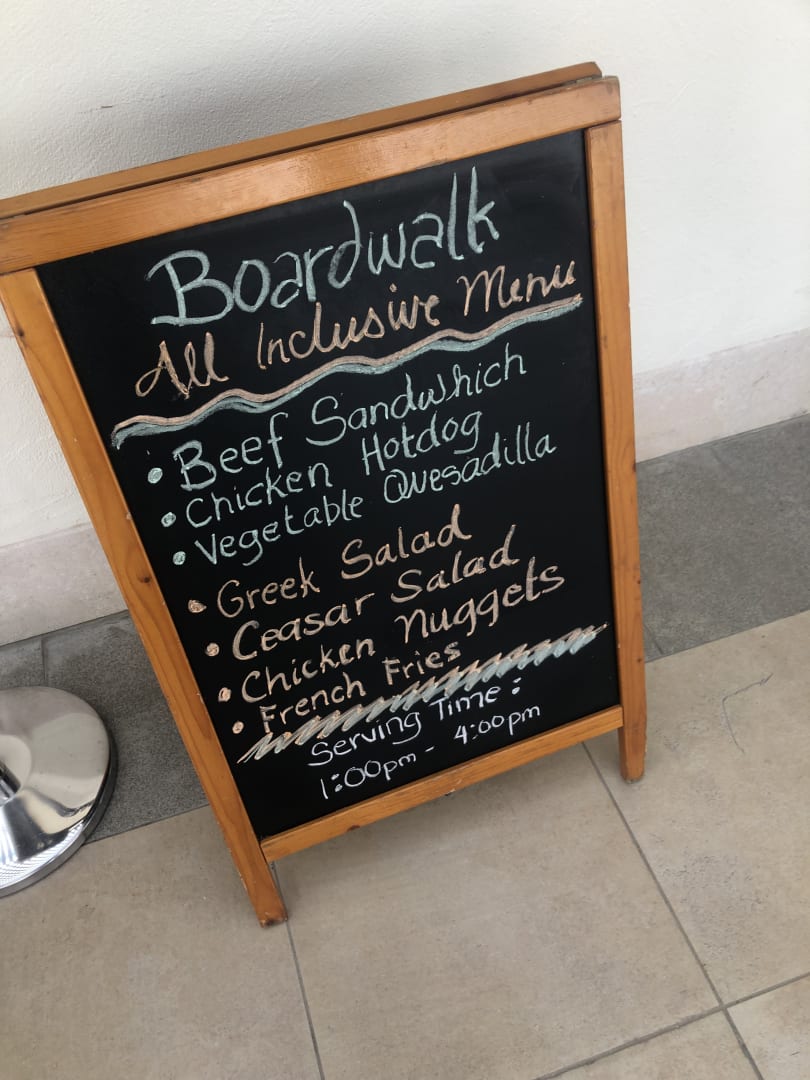 Boardwalk
All Inclusive Menu
• Beef Sandwhich
• Chicken Hotdog
• Vegetable Quesadilla
• Greek Salad
• Ceasar Salad
• Chicken Nuggets
• French Fries
Serving Time:
1:00pm - 4:00pm